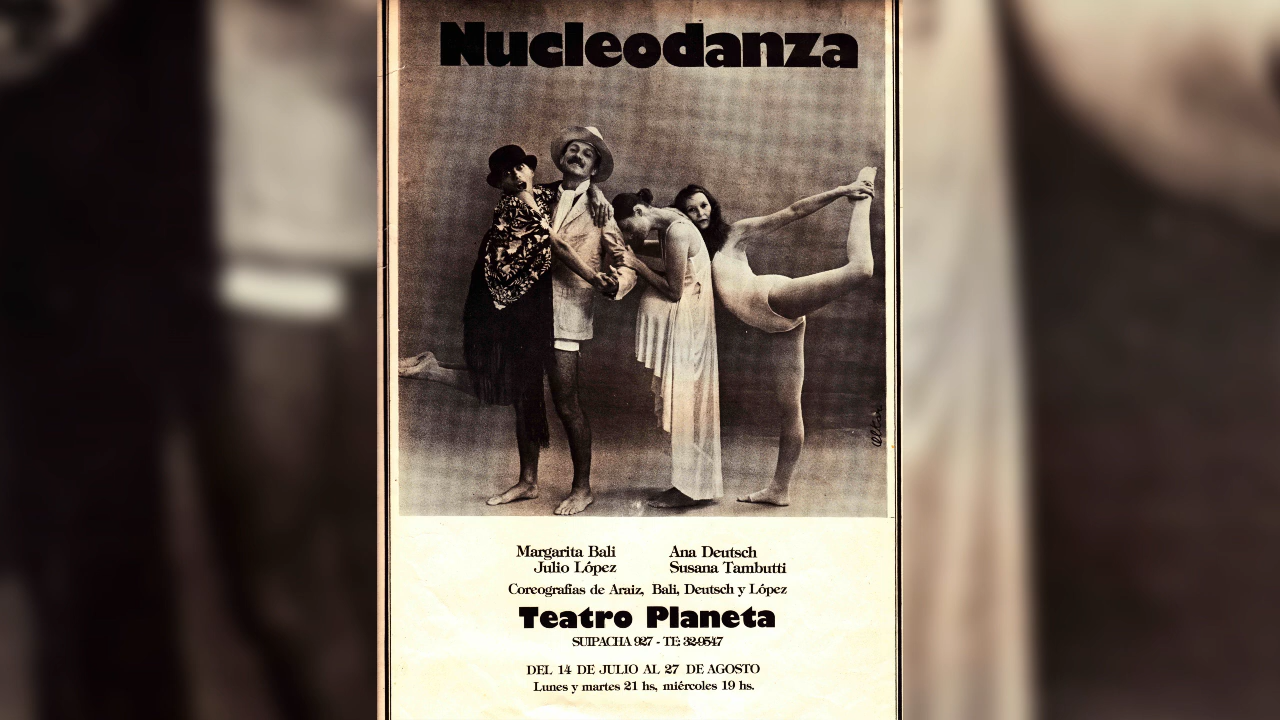 Nucleodanza
Margarita Bali Ana Deutsch
Julio López Susana Tambutti
Coreografias de Araiz, Bali, Deutsch y López
Teatro Planeta
SUIPACHA 927 - TE: 32-9547
DEL 14 DE JULIO AL 27 DE AGOSTO
Lunes y martes 21 hs, miércoles 19 hs.